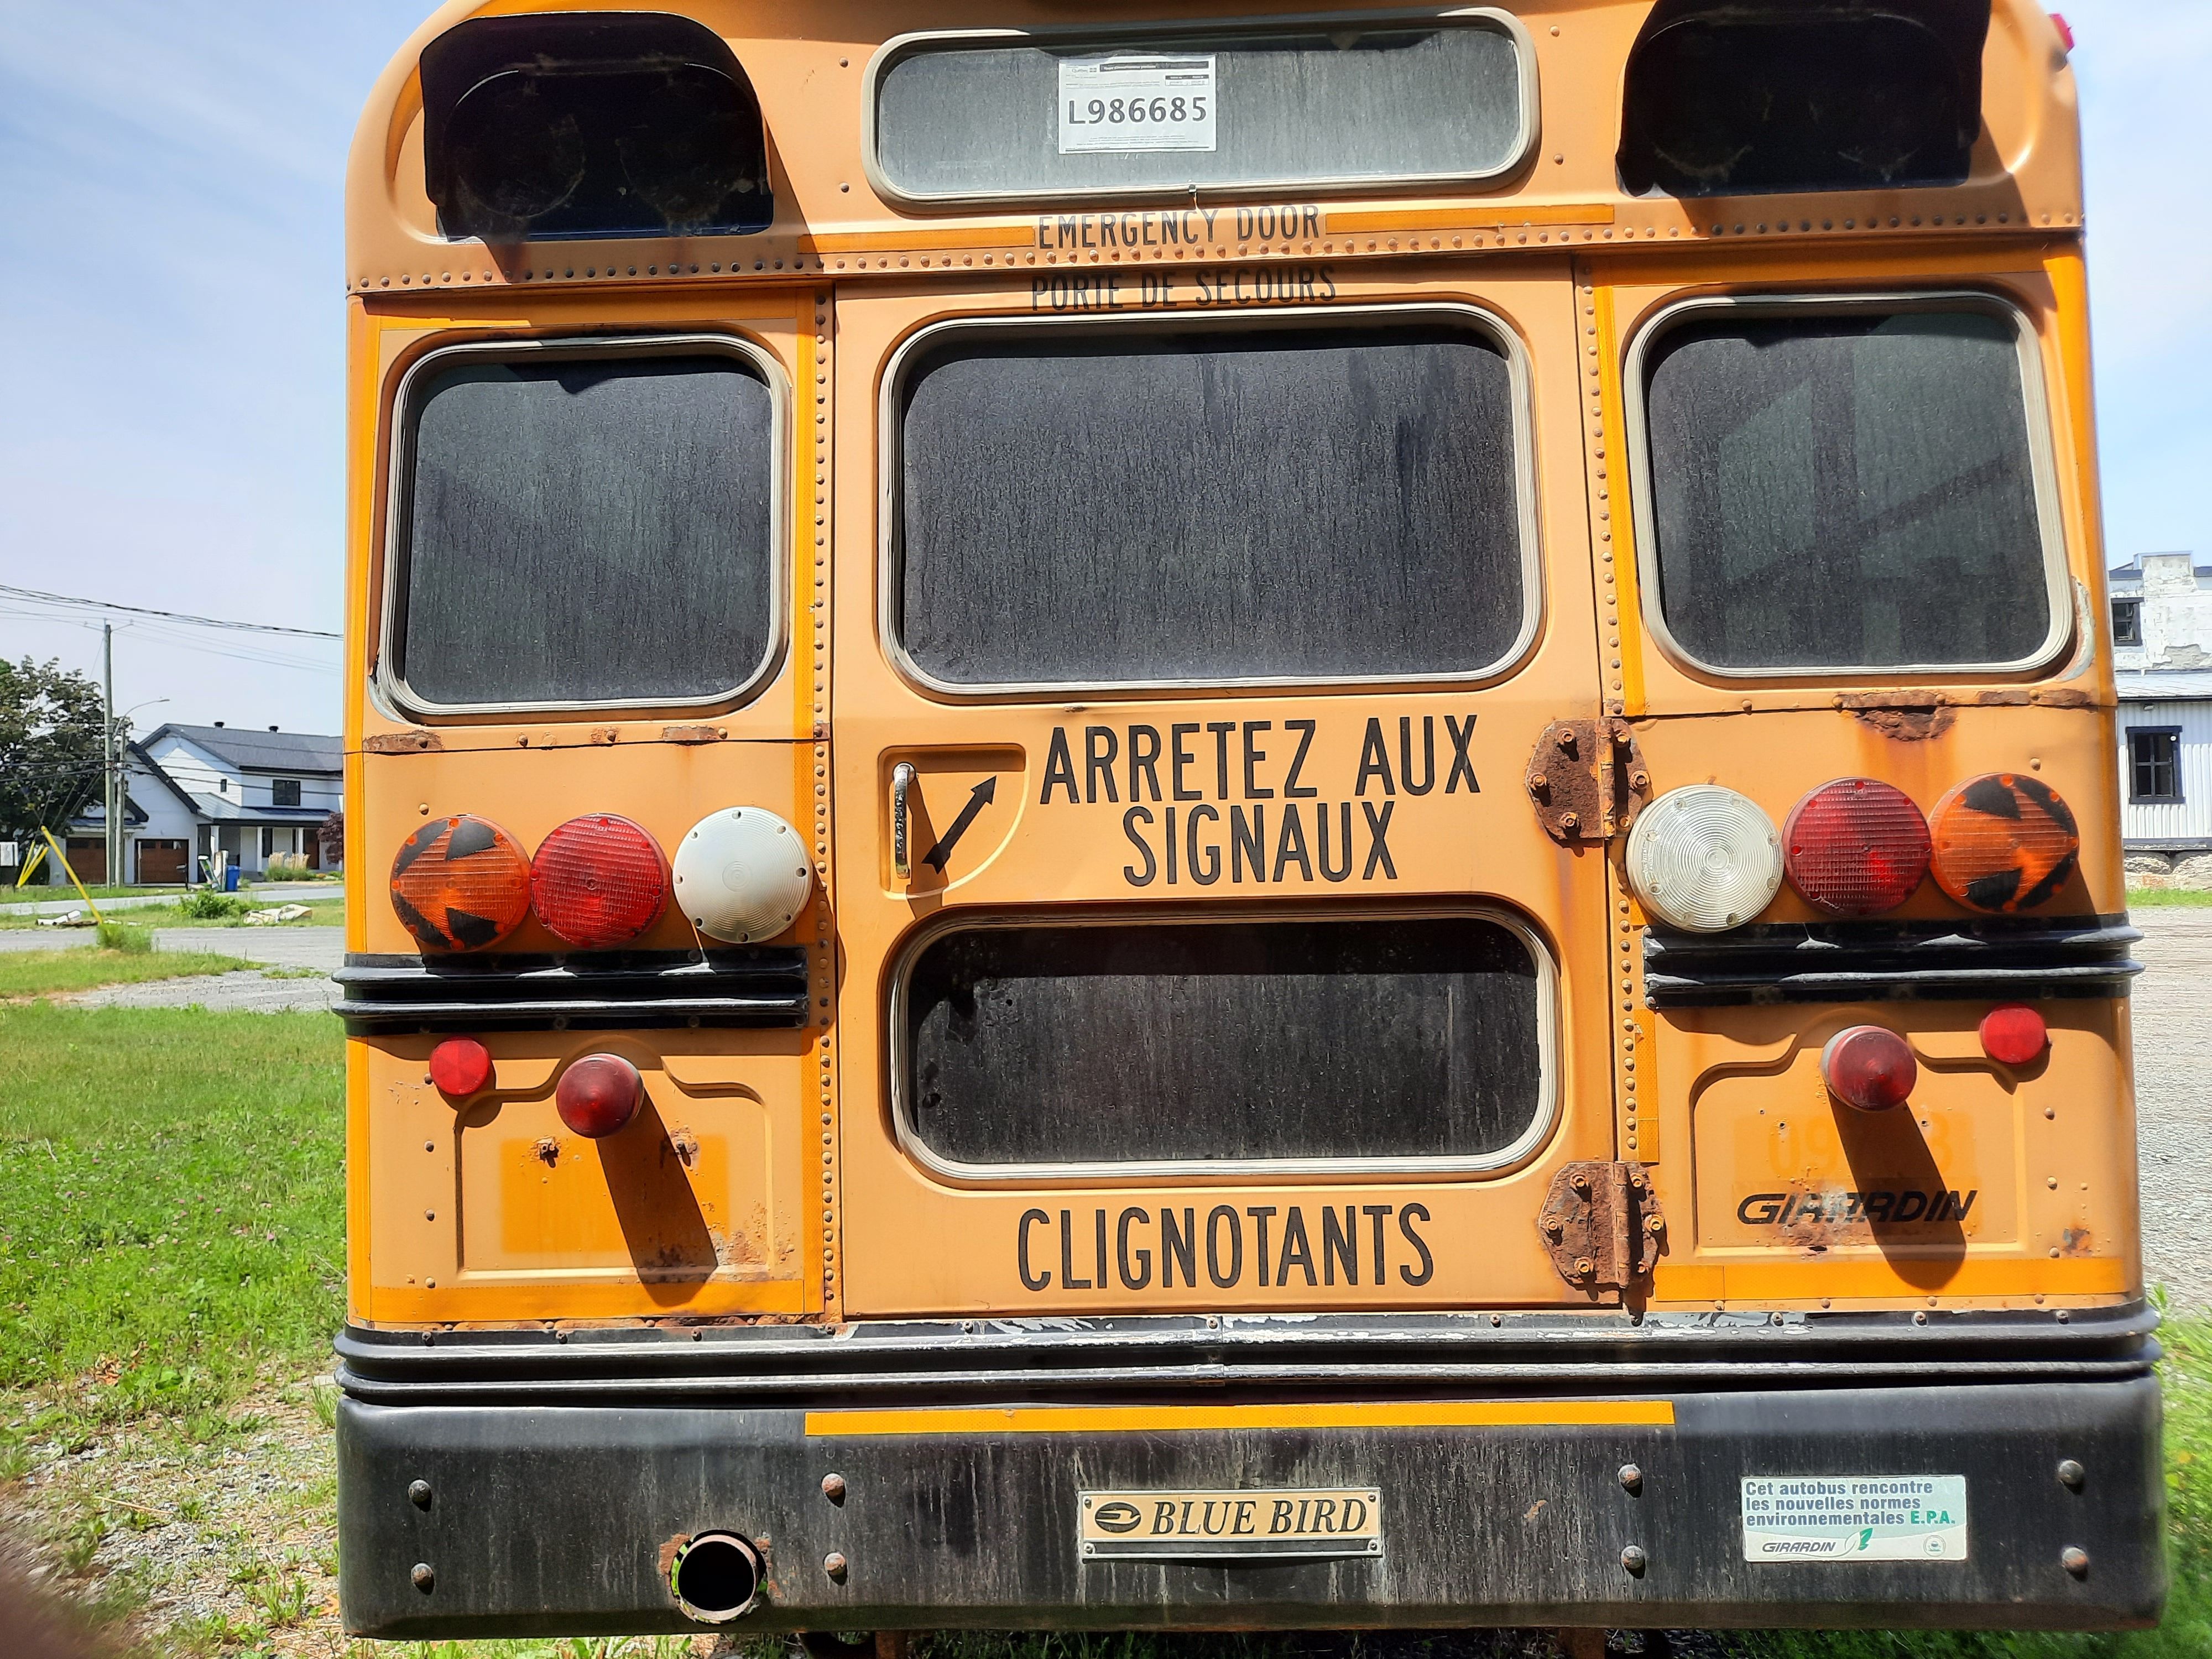 L986685
EMERGENCY DOOR
PORTE DE SECOURS
ARRETEZ AUX
SIGNAUX
CLIGNOTANTS
GIRARDIN
BLUE BIRD
Cet autobus rencontre
les nouvelles normes
environnementales E.P.A.
GIRARDIN